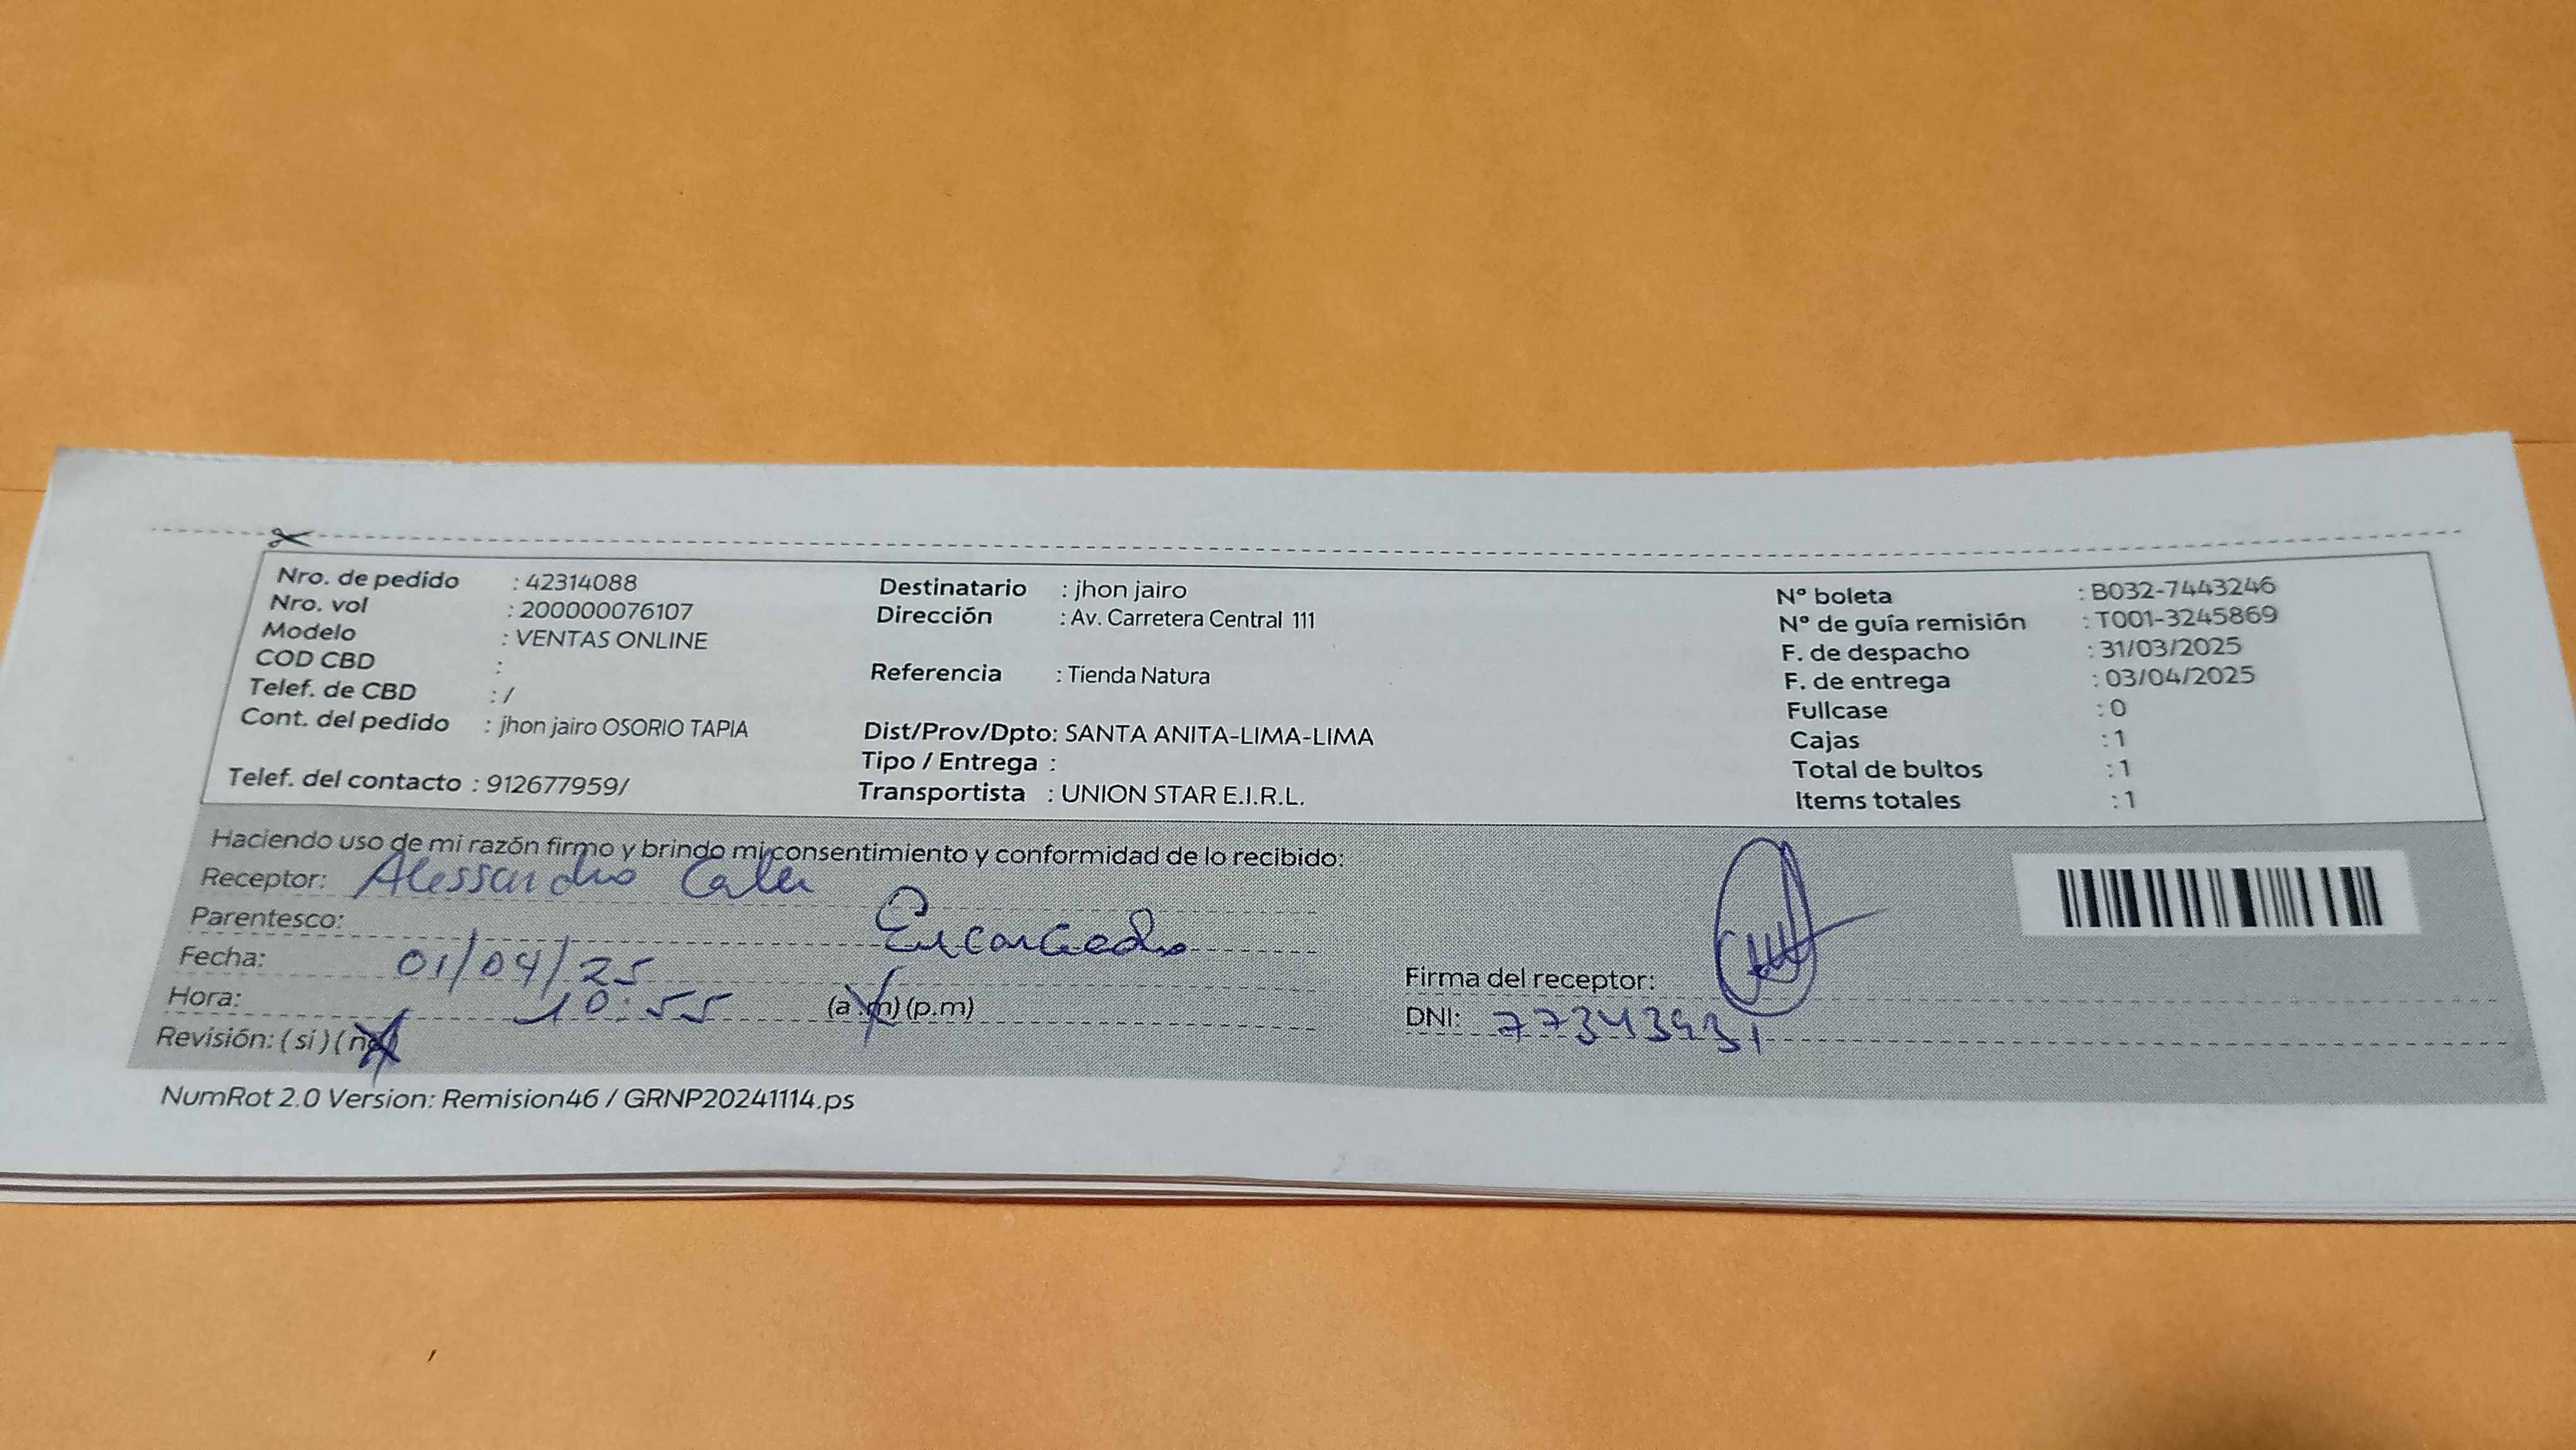 Nro. de pedido : 42314088
Nro. vol : 200000076107
Modelo : VENTAS ONLINE
COD CBD :
Telef. de CBD : /
Cont. del pedido : jhon jairo OSORIO TAPIA
Telef. del contacto : 912677959/
Destinatario : jhon jairo
Dirección : Av. Carretera Central 111
Referencia : Tienda Natura
Dist/Prov/Dpto: SANTA ANITA-LIMA-LIMA
Tipo / Entrega :
Transportista : UNION STAR E.I.R.L.
N° boleta : B032-7443246
N° de guía remisión : T001-3245869
F. de despacho : 31/03/2025
F. de entrega : 03/04/2025
Fullcase : 0
Cajas : 1
Total de bultos : 1
Items totales : 1
Haciendo uso de mi razón firmo y brindo mi consentimiento y conformidad de lo recibido:
Receptor: Alessandro
Parentesco: Encargado
Fecha: 01/04/25
Hora: 10:55 (a.m) (p.m)
Revisión: ( si ) ( no )
Firma del receptor:
DNI: 77343931
NumRot 2.0 Version: Remision46 / GRNP20241114.ps